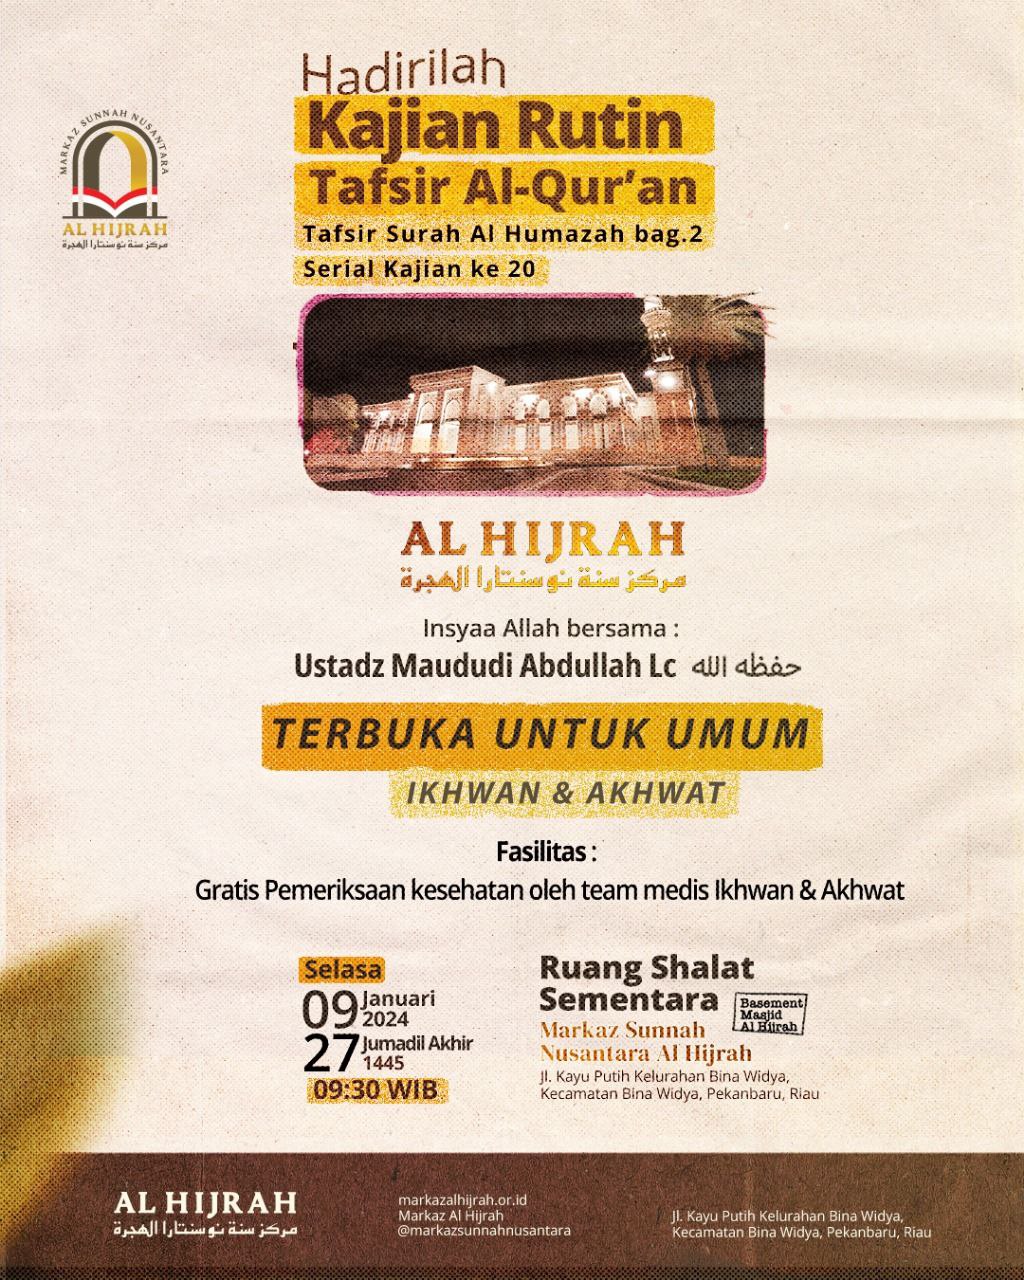 Hadirilah
Kajian Rutin
Tafsir Al-Qur'an
Tafsir Surah Al Humazah bag.2
Serial Kajian ke 20
MARKAZ SUNNAH NUSANTARA
AL HIJRAH
مركز سنة نوسنتارا الهجرة
AL HIJRAH
مركز سنة نوسنتارا الهجرة
Insyaa Allah bersama :
Ustadz Maududi Abdullah Lc حفظه الله
TERBUKA UNTUK UMUM
IKHWAN & AKHWAT
Fasilitas :
Gratis Pemeriksaan kesehatan oleh team medis Ikhwan & Akhwat
Selasa
09 Januari
2024
27 Jumadil Akhir
1445
09:30 WIB
Ruang Shalat
Sementara
Basement
Masjid
Al Hijrah
Markaz Sunnah
Nusantara Al Hijrah
Jl. Kayu Putih Kelurahan Bina Widya,
Kecamatan Bina Widya, Pekanbaru, Riau
AL HIJRAH
مركز سنة نوسنتارا الهجرة
markazalhijrah.or.id
Markaz Al Hijrah
@markazsunnahnusantara
Jl. Kayu Putih Kelurahan Bina Widya,
Kecamatan Bina Widya, Pekanbaru, Riau